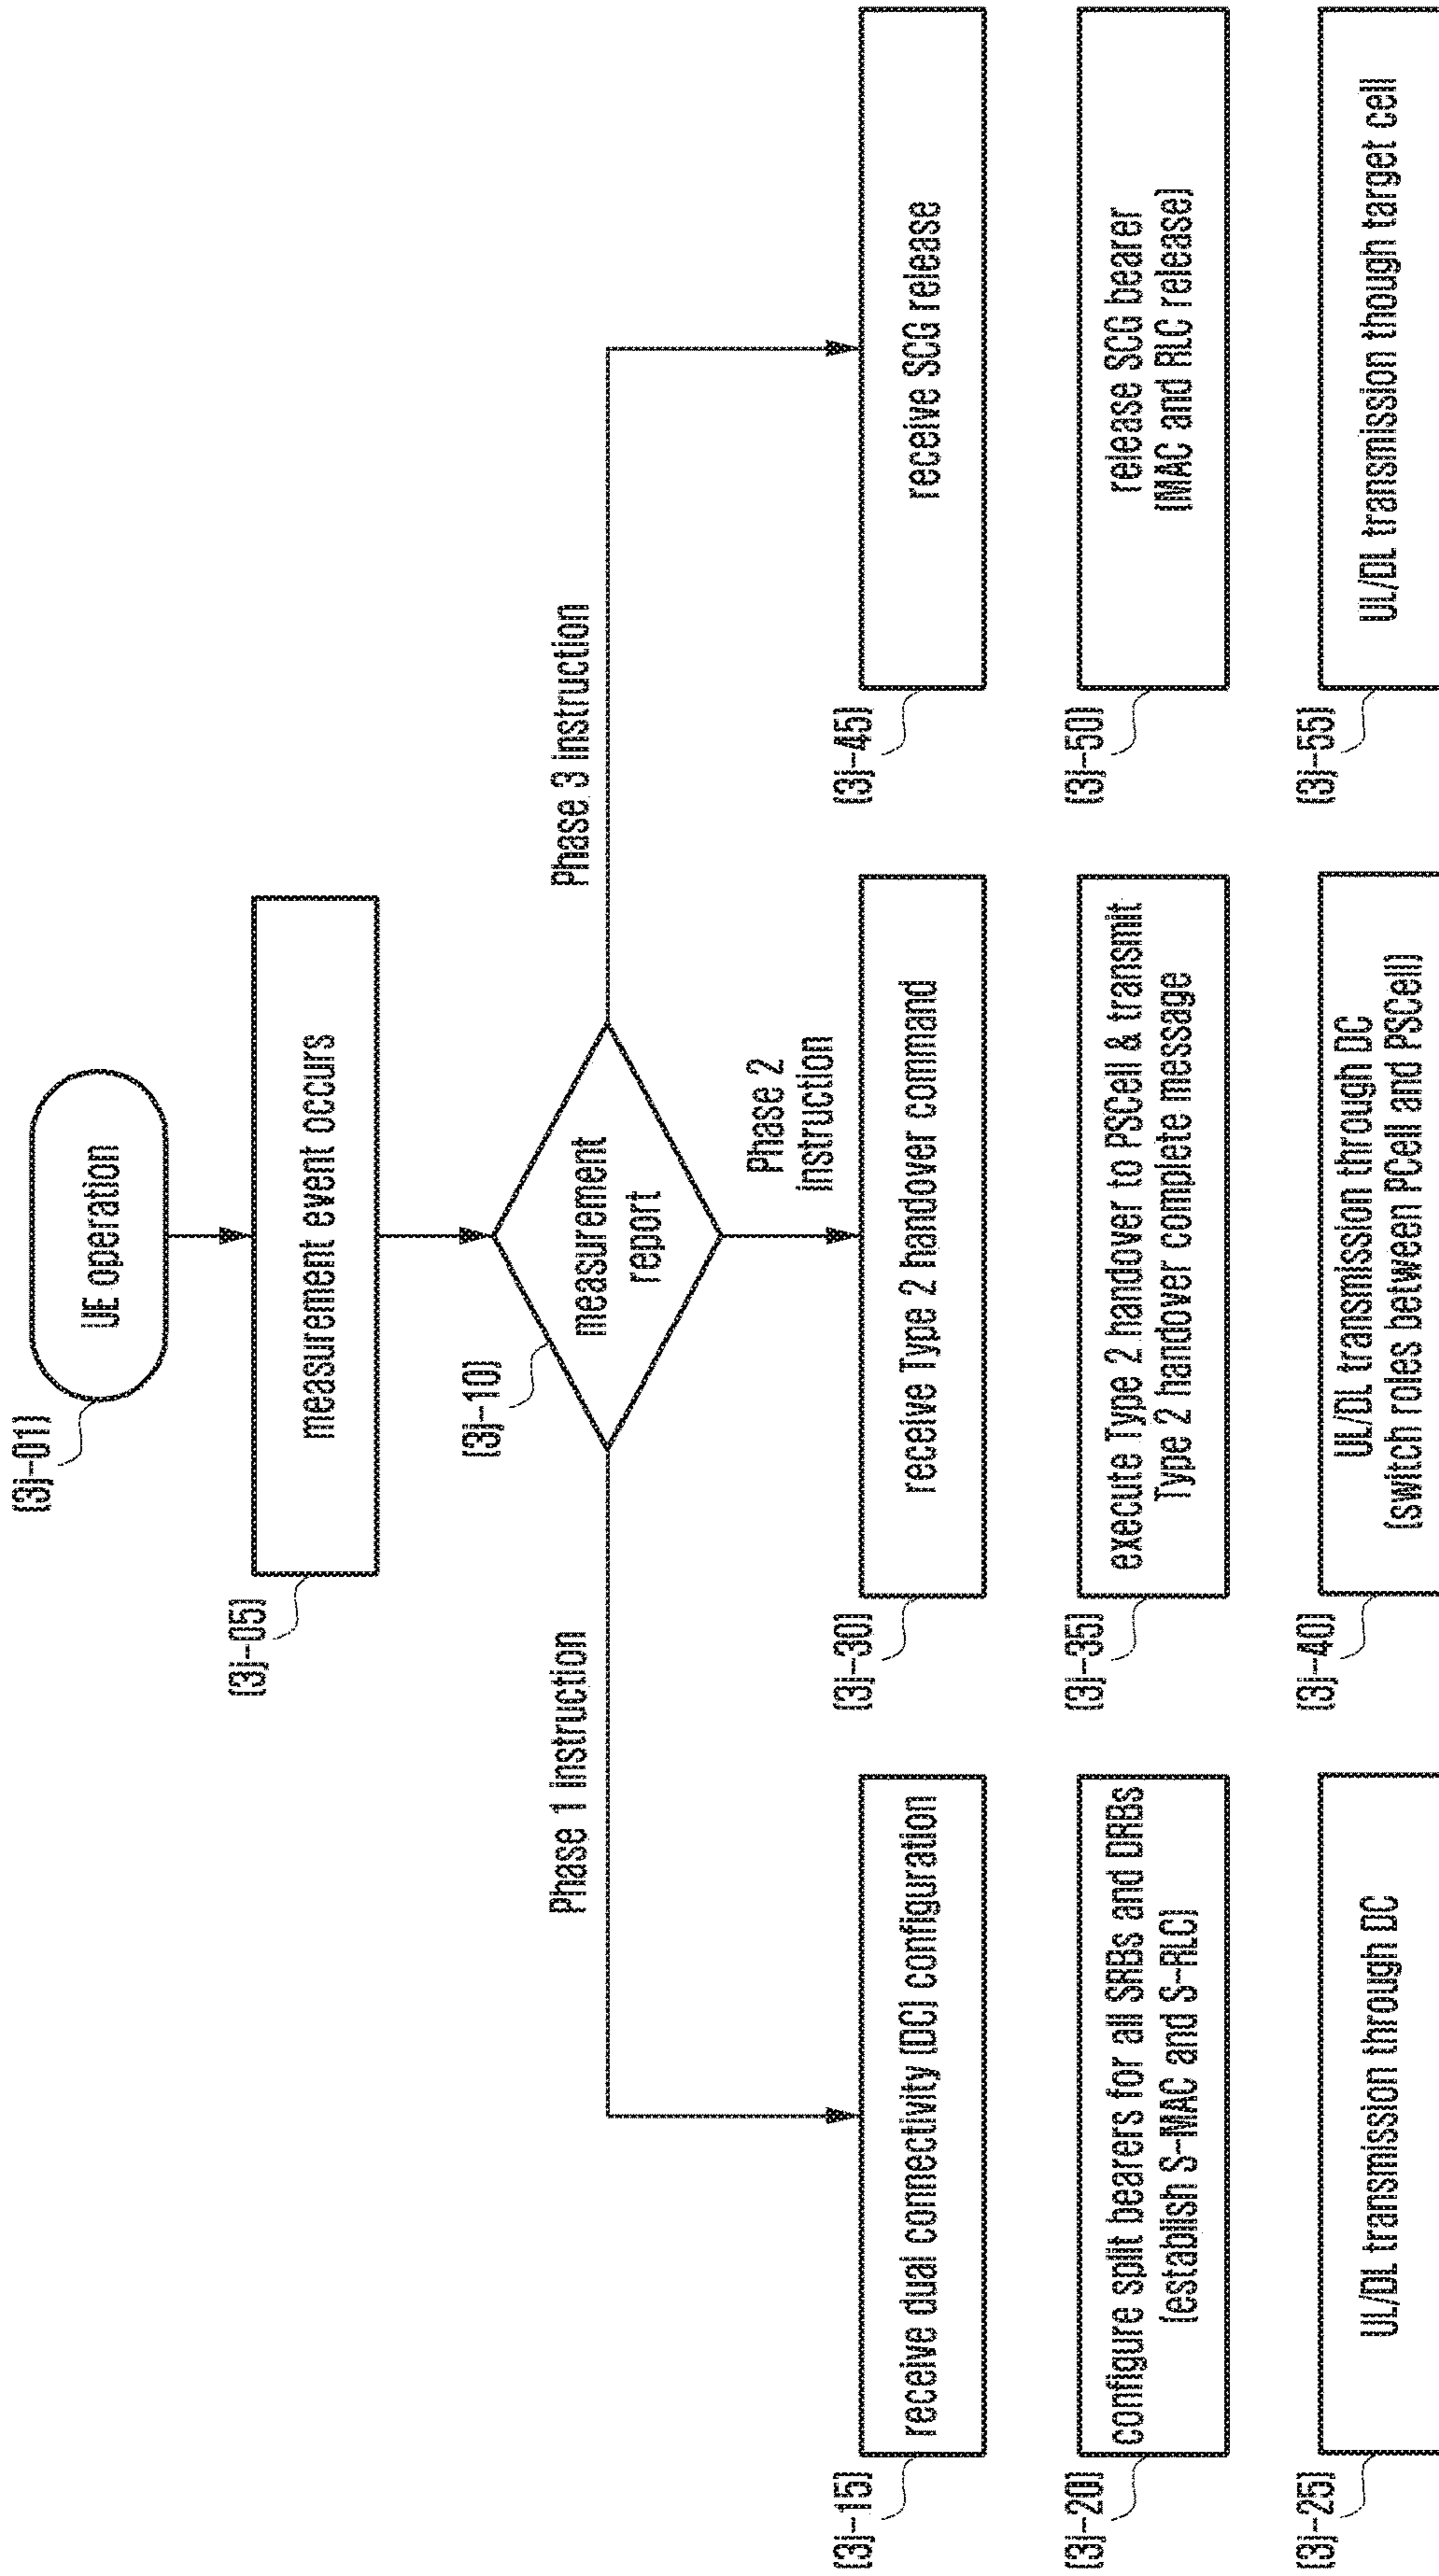 (3j-01)
UE operation
(3j-05)
measurement event occurs
(3j-10)
measurement
report
Phase 1 instruction
Phase 2
instruction
Phase 3 instruction
(3j-15)
receive dual connectivity (DC) configuration
(3j-20)
configure split bearers for all SRBs and DRBs
(establish S-MAC and S-RLC)
(3j-25)
UL/DL transmission through DC
(3j-30)
receive Type 2 handover command
(3j-35)
execute Type 2 handover to PSCell & transmit
Type 2 handover complete message
(3j-40)
UL/DL transmission through DC
(switch roles between PCell and PSCell)
(3j-45)
receive SCG release
(3j-50)
release SCG bearer
(MAC and RLC release)
(3j-55)
UL/DL transmission though target cell